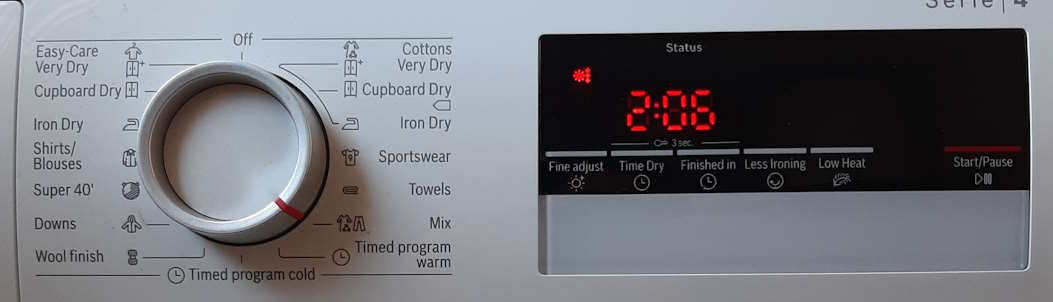 Serie | 4
Off
Easy-Care
Very Dry
Cupboard Dry
Iron Dry
Shirts/
Blouses
Super 40'
Downs
Wool finish
Timed program cold
Cottons
Very Dry
Cupboard Dry
Iron Dry
Sportswear
Towels
Mix
Timed program
warm
Status
2:06
3 sec.
Fine adjust
Time Dry
Finished in
Less Ironing
Low Heat
Start/Pause